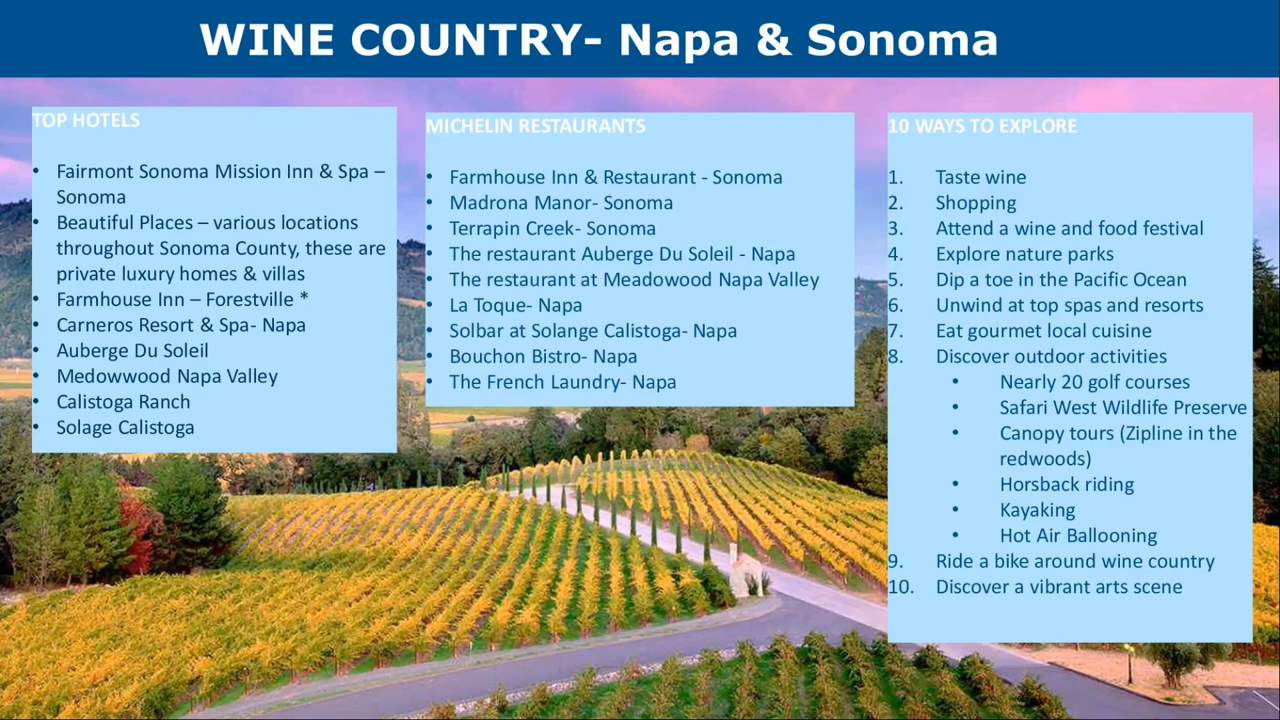 WINE COUNTRY- Napa & Sonoma
TOP HOTELS
• Fairmont Sonoma Mission Inn & Spa –
Sonoma
• Beautiful Places – various locations
throughout Sonoma County, these are
private luxury homes & villas
• Farmhouse Inn – Forestville *
• Carneros Resort & Spa- Napa
• Auberge Du Soleil
• Medowwood Napa Valley
• Calistoga Ranch
• Solage Calistoga
MICHELIN RESTAURANTS
• Farmhouse Inn & Restaurant - Sonoma
• Madrona Manor- Sonoma
• Terrapin Creek- Sonoma
• The restaurant Auberge Du Soleil - Napa
• The restaurant at Meadowood Napa Valley
• La Toque- Napa
• Solbar at Solange Calistoga- Napa
• Bouchon Bistro- Napa
• The French Laundry- Napa
10 WAYS TO EXPLORE
1. Taste wine
2. Shopping
3. Attend a wine and food festival
4. Explore nature parks
5. Dip a toe in the Pacific Ocean
6. Unwind at top spas and resorts
7. Eat gourmet local cuisine
8. Discover outdoor activities
• Nearly 20 golf courses
• Safari West Wildlife Preserve
• Canopy tours (Zipline in the
redwoods)
• Horsback riding
• Kayaking
• Hot Air Ballooning
9. Ride a bike around wine country
10. Discover a vibrant arts scene